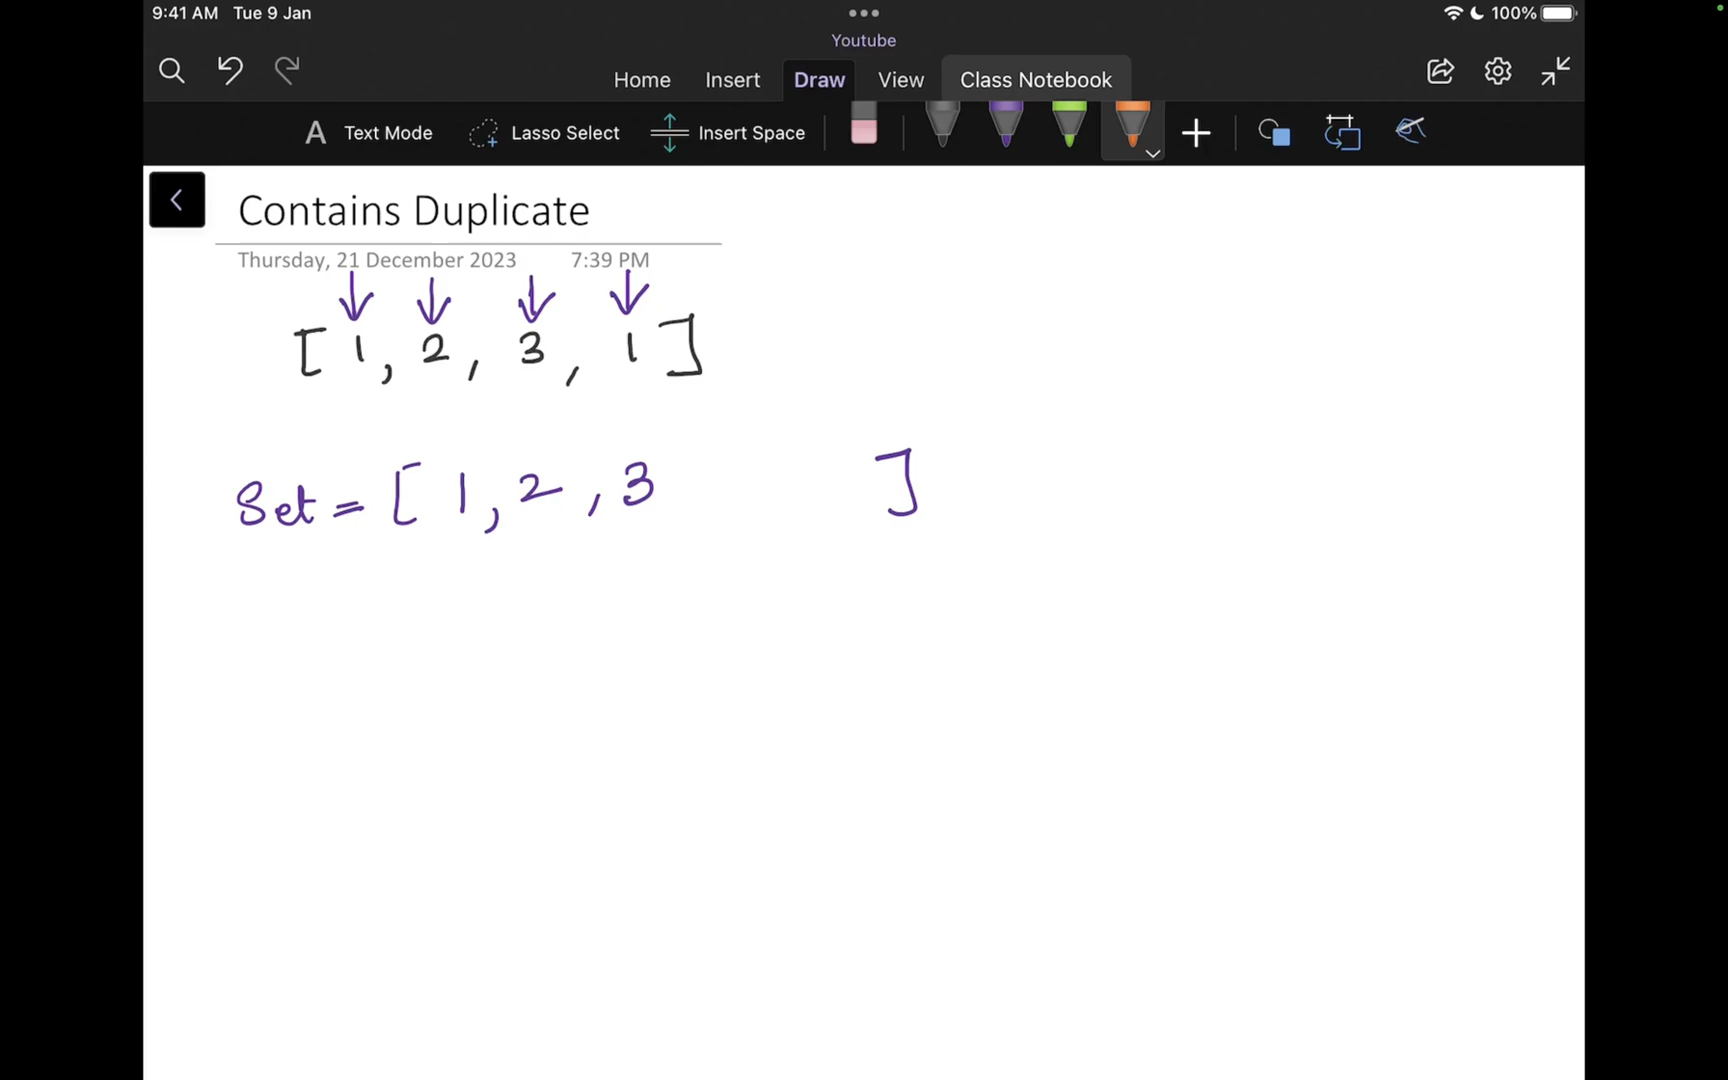 9:41 AM Tue 9 Jan 100%
Youtube
Home Insert Draw View Class Notebook
A Text Mode Lasso Select Insert Space
Contains Duplicate
Thursday, 21 December 2023 7:39 PM
[ 1, 2, 3, 1 ]
Set = [ 1, 2, 3 ]